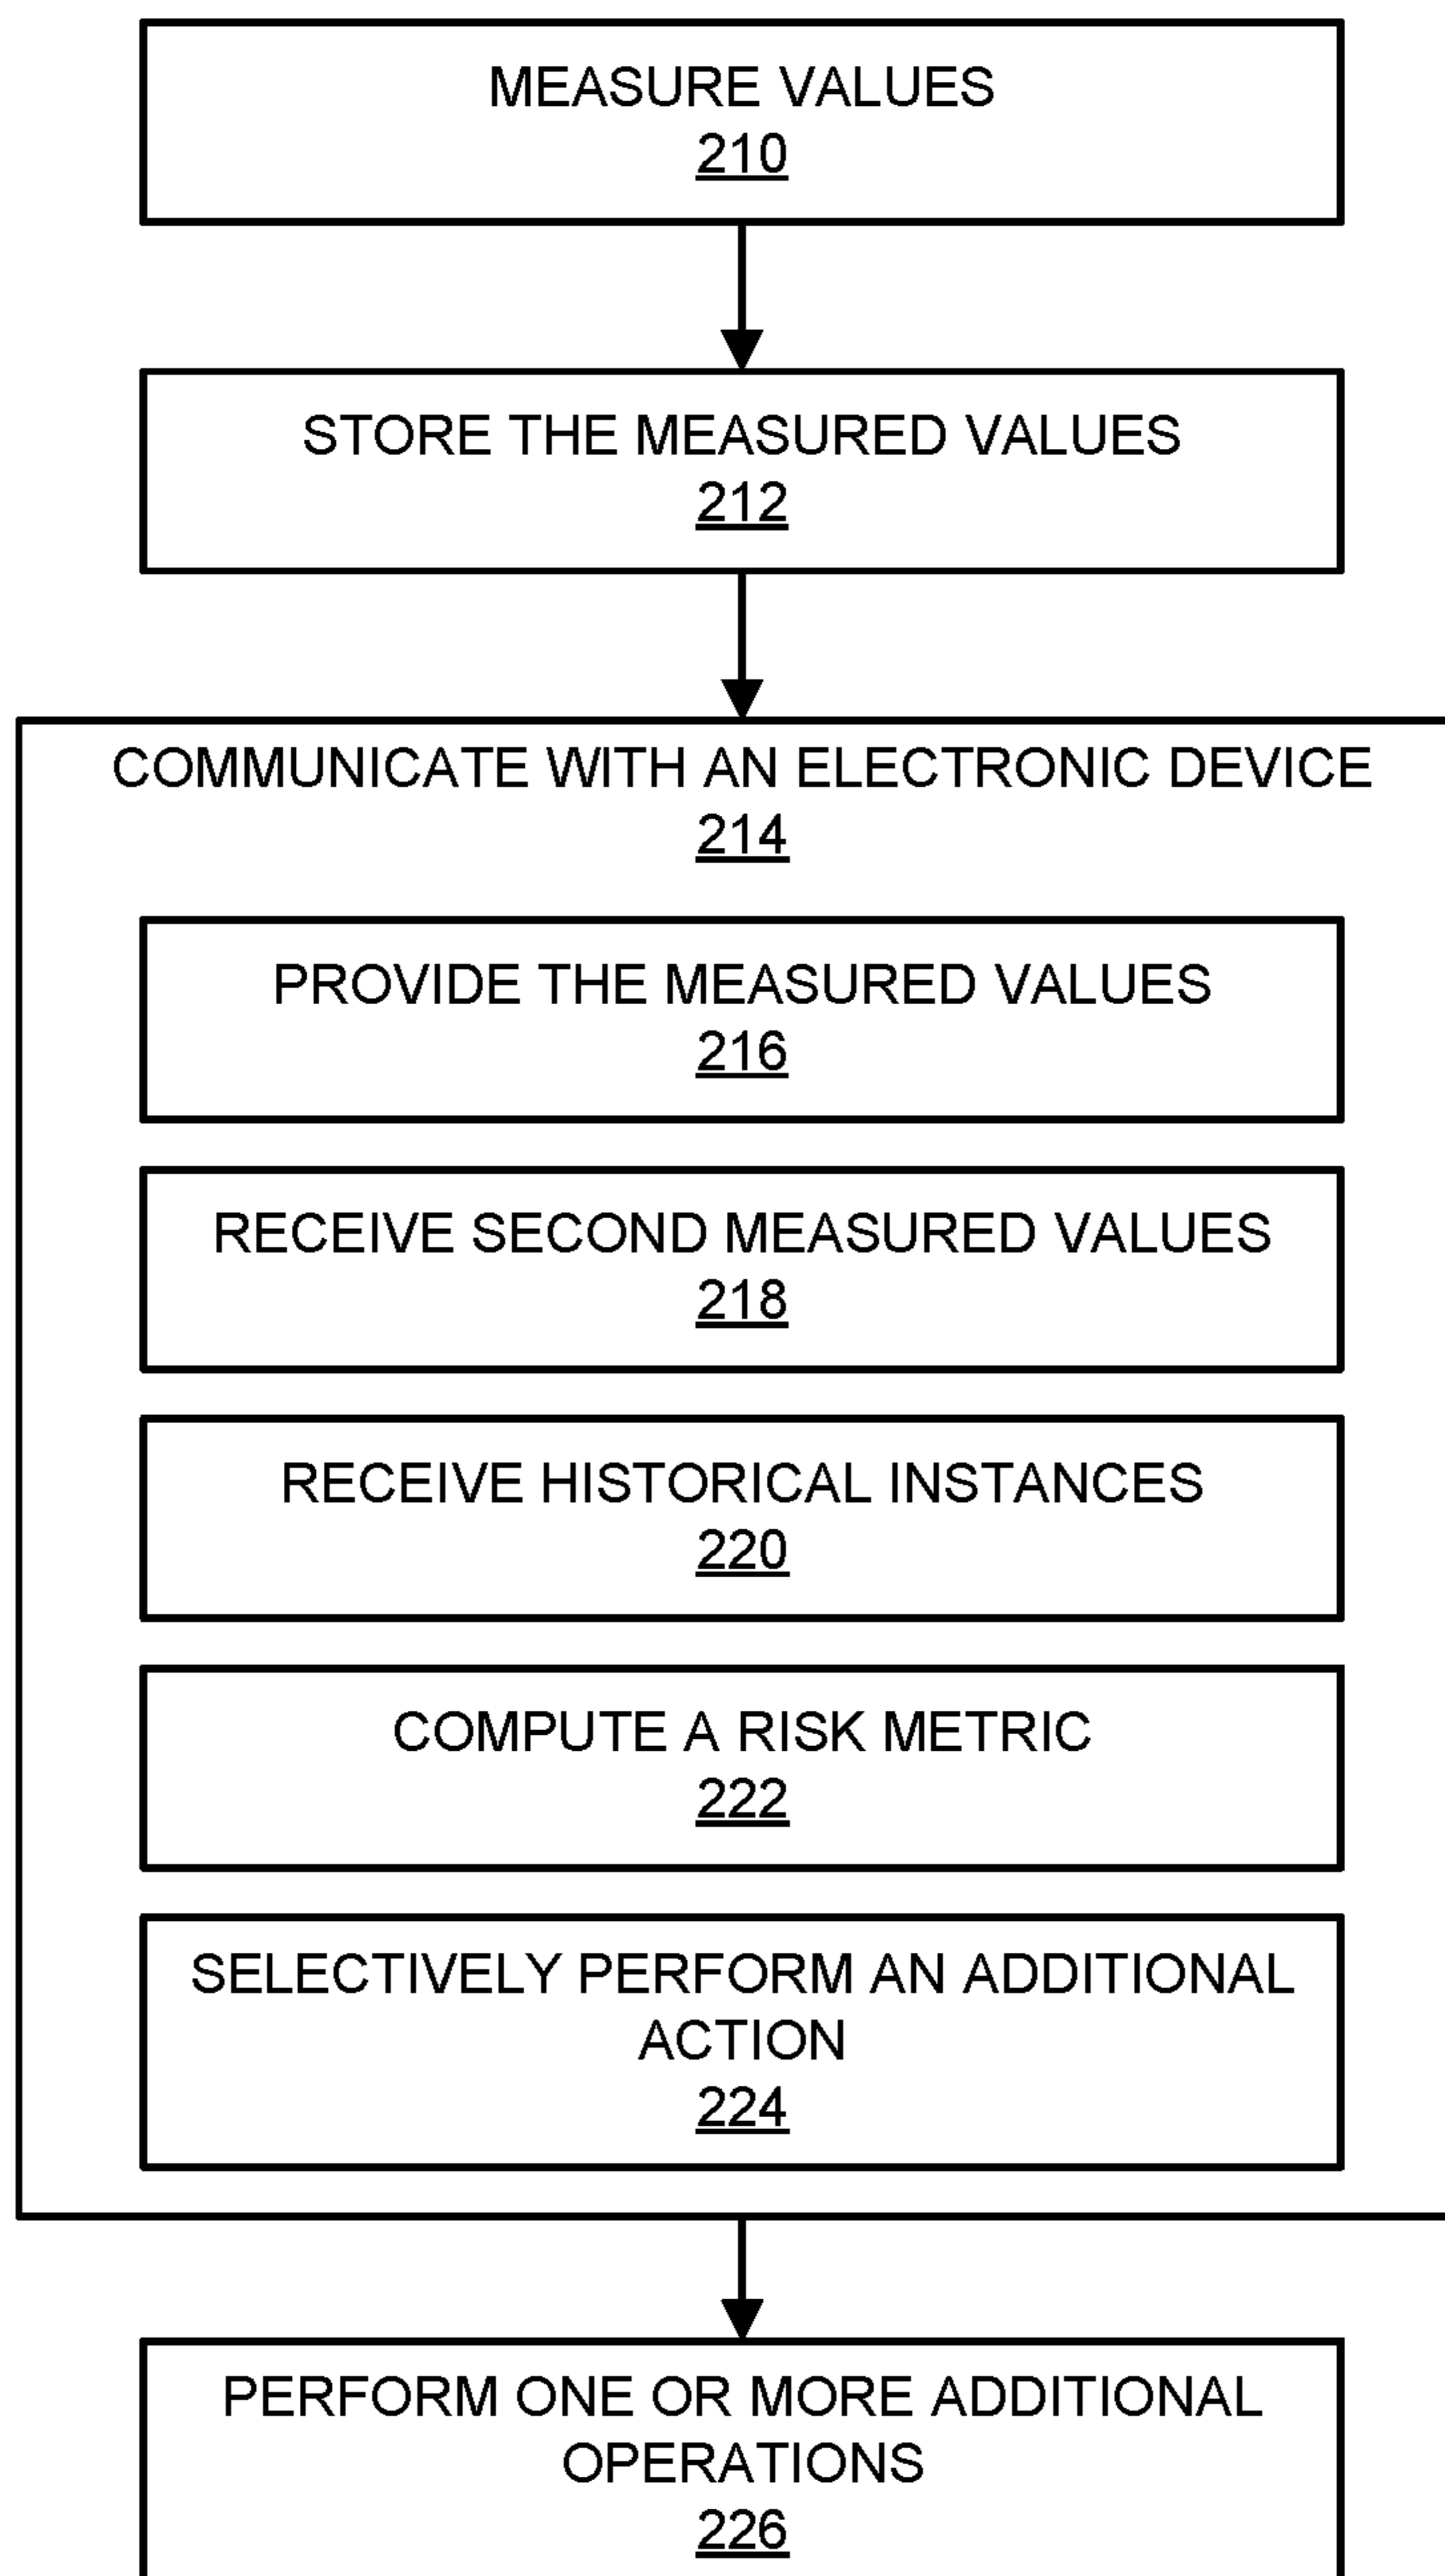 MEASURE VALUES
210
STORE THE MEASURED VALUES
212
COMMUNICATE WITH AN ELECTRONIC DEVICE
214
PROVIDE THE MEASURED VALUES
216
RECEIVE SECOND MEASURED VALUES
218
RECEIVE HISTORICAL INSTANCES
220
COMPUTE A RISK METRIC
222
SELECTIVELY PERFORM AN ADDITIONAL
ACTION
224
PERFORM ONE OR MORE ADDITIONAL
OPERATIONS
226